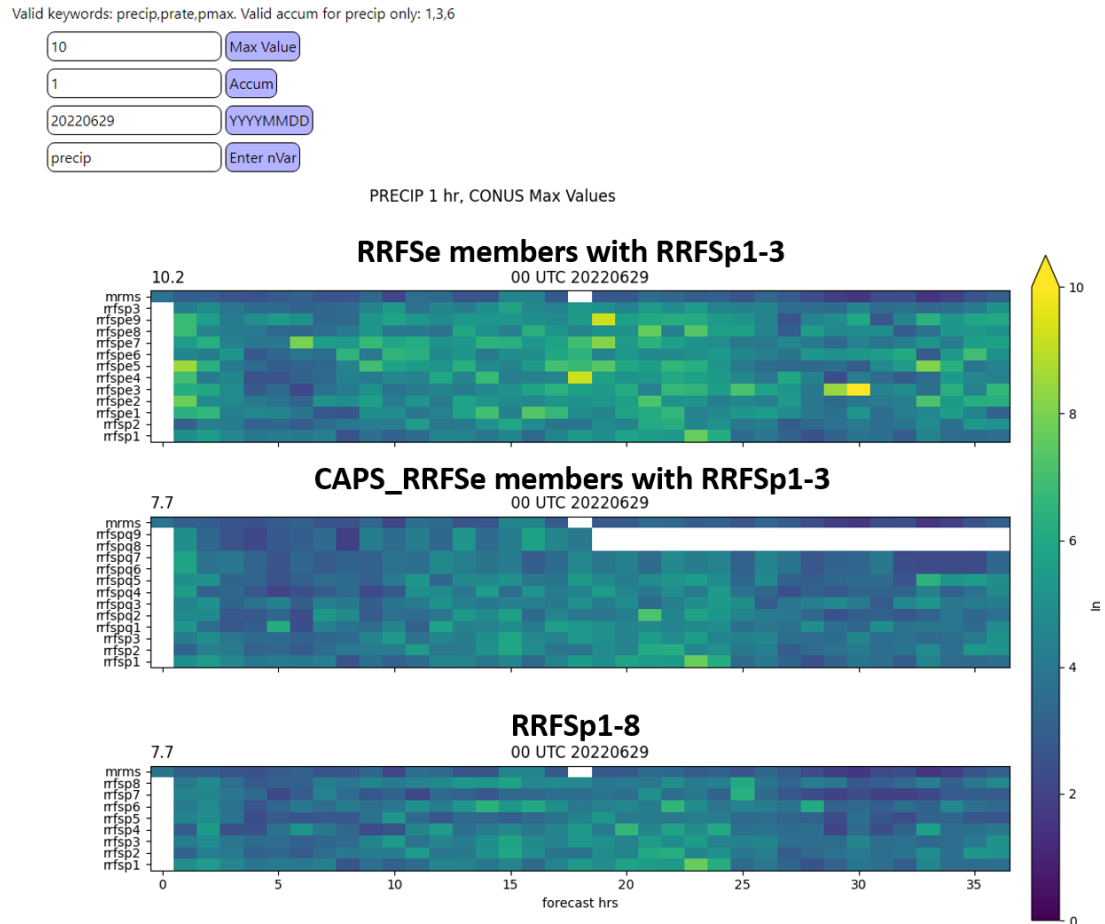 Valid keywords: precip,prate,pmax. Valid accum for precip only: 1,3,6
10 Max Value
1 Accum
20220629 YYYYMMDD
precip Enter nVar
PRECIP 1 hr, CONUS Max Values
RRFSe members with RRFSp1-3
10.2 00 UTC 20220629
mrms
rrfsp3
rrfspe9
rrfspe8
rrfspe7
rrfspe6
rrfspe5
rrfspe4
rrfspe3
rrfspe2
rrfspe1
rrfsp2
rrfsp1
CAPS_RRFSe members with RRFSp1-3
7.7 00 UTC 20220629
mrms
rrfspq9
rrfspq8
rrfspq7
rrfspq6
rrfspq5
rrfspq4
rrfspq3
rrfspq2
rrfspq1
rrfsp3
rrfsp2
rrfsp1
RRFSp1-8
7.7 00 UTC 20220629
mrms
rrfsp8
rrfsp7
rrfsp6
rrfsp5
rrfsp4
rrfsp3
rrfsp2
rrfsp1
0 5 10 15 20 25 30 35
forecast hrs
10
8
6
In
4
2
0